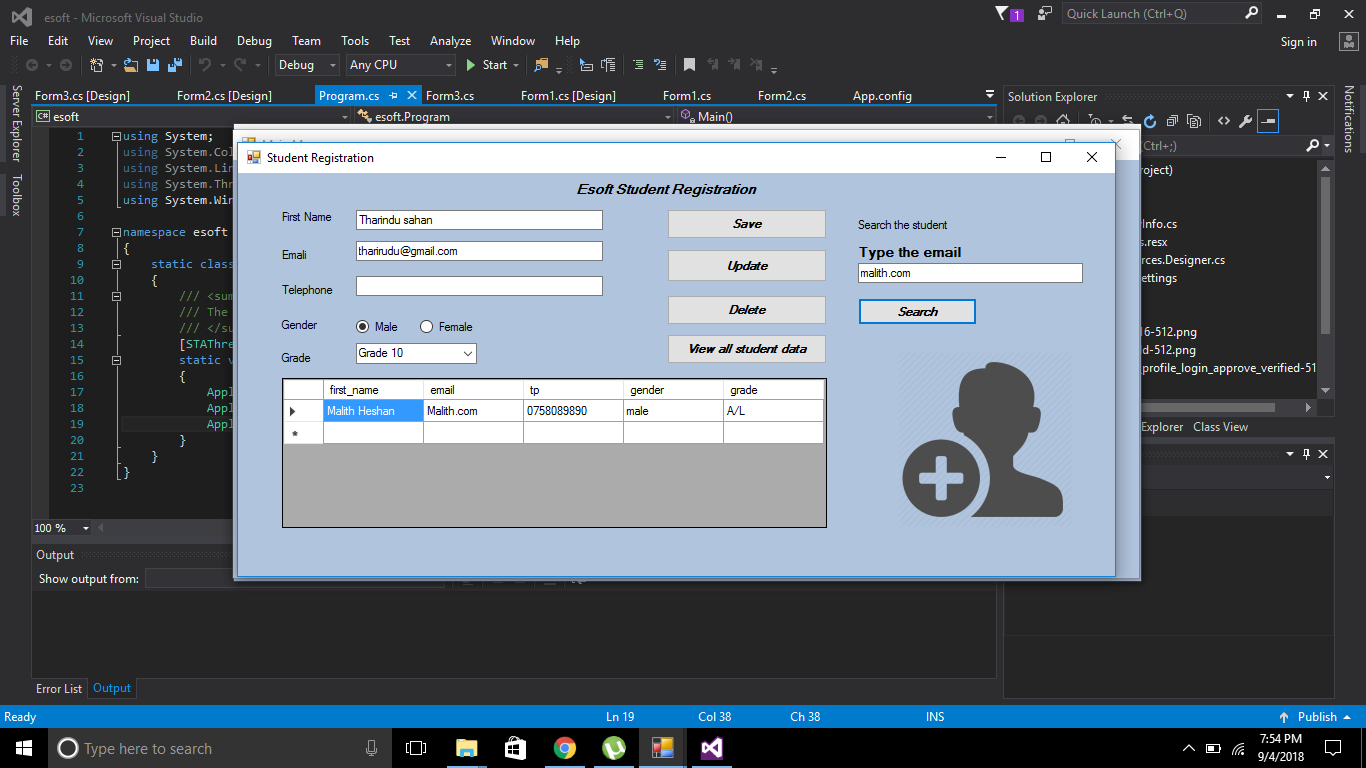 esoft - Microsoft Visual Studio
1
Quick Launch (Ctrl+Q)
File Edit View Project Build Debug Team Tools Test Analyze Window Help
Sign in
Debug Any CPU Start
Server Explorer
Toolbox
Form3.cs [Design] Form2.cs [Design] Program.cs Form3.cs Form1.cs [Design] Form1.cs Form2.cs App.config
C# esoft esoft.Program Main()
1 using System;
2 using System.Col
3 using System.Lin
4 using System.Thr
5 using System.Win
6
7 namespace esoft
8 {
9 static class
10 {
11 /// <sum
12 /// The
13 /// </su
14 [STAThre
15 static v
16 {
17 Appl
18 Appl
19 Appl
20 }
21 }
22 }
23
100 %
Student Registration
Esoft Student Registration
First Name Tharindu sahan
Emali tharirudu@gmail.com
Telephone
Gender Male Female
Grade Grade 10
Save
Update
Delete
View all student data
Search the student
Type the email
malith.com
Search
first_name email tp gender grade
Malith Heshan Malith.com 0758089890 male A/L
*
Solution Explorer
Ctrl+;)
oject)
Info.cs
s.resx
rces.Designer.cs
ettings
16-512.png
d-512.png
profile_login_approve_verified-51
Explorer Class View
Notifications
Output
Show output from:
Error List Output
Ready Ln 19 Col 38 Ch 38 INS Publish
Type here to search
7:54 PM
9/4/2018